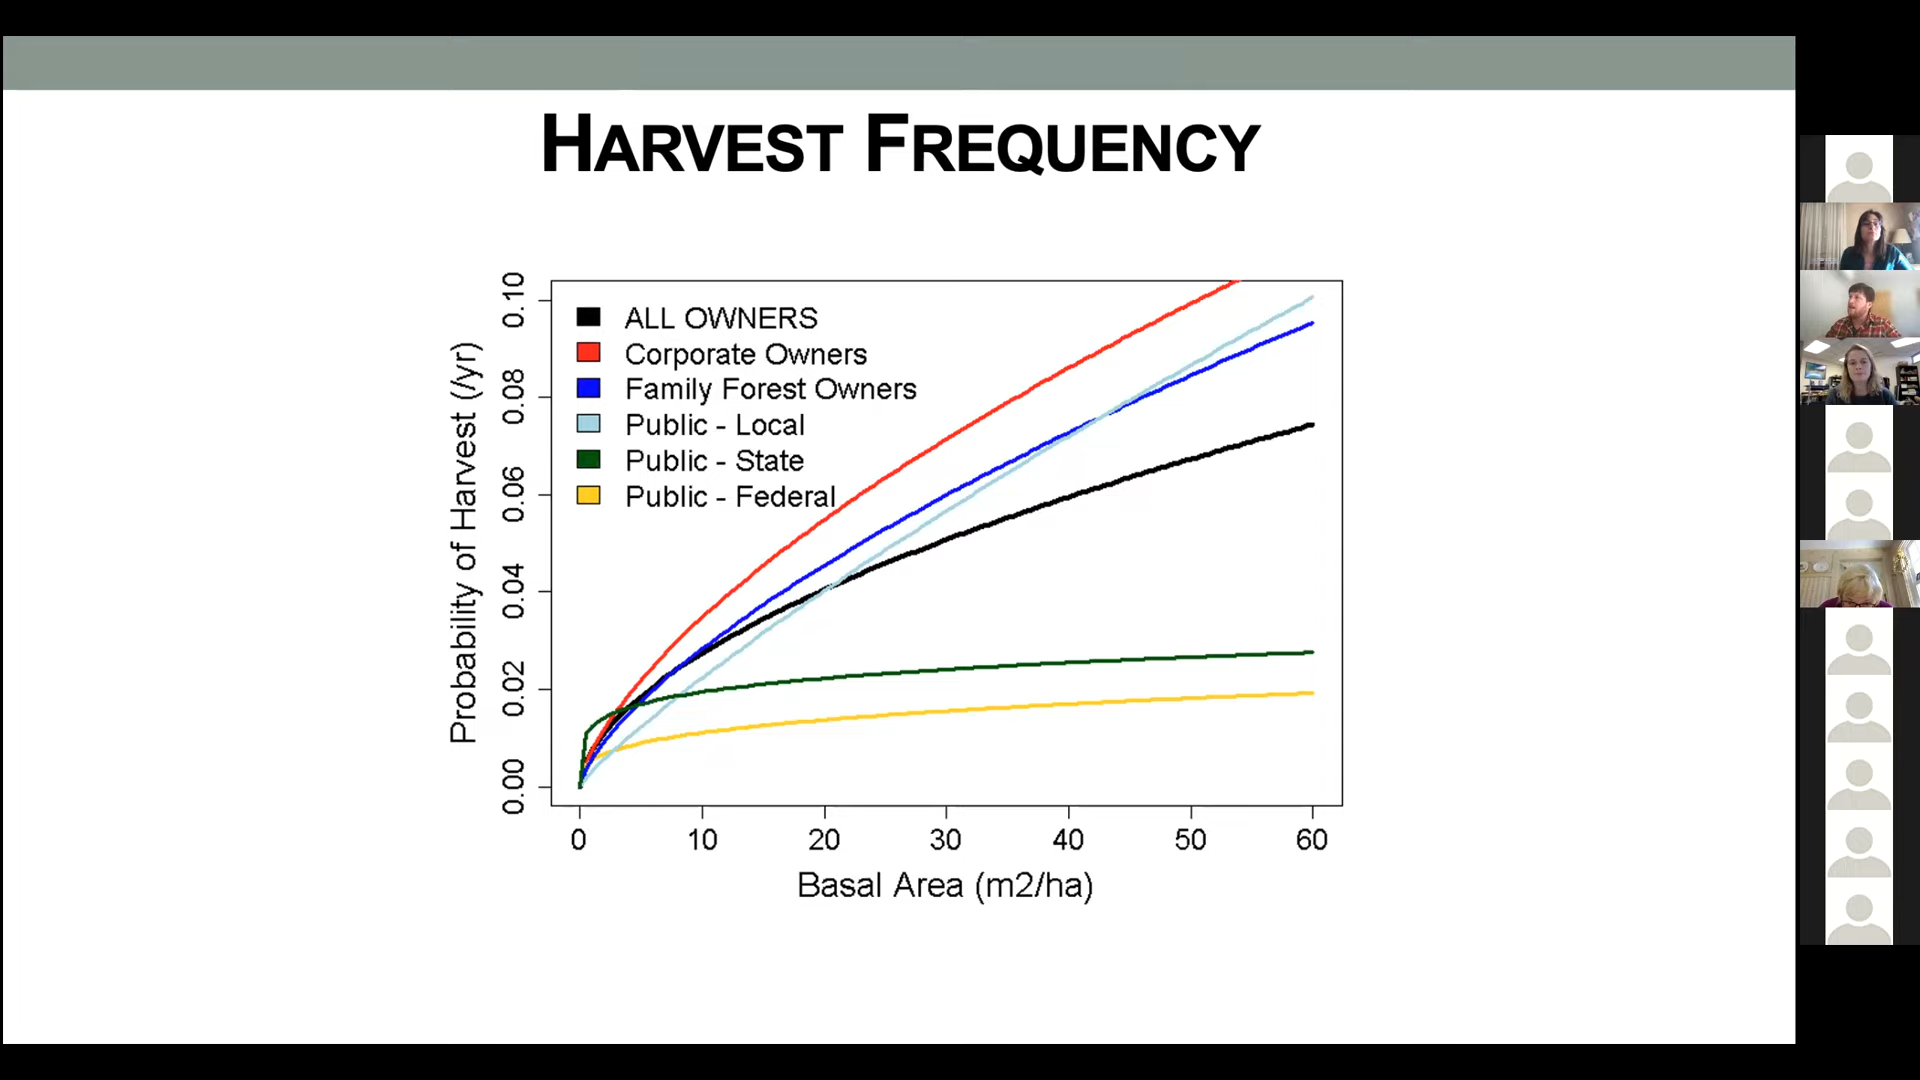 HARVEST FREQUENCY
ALL OWNERS
Corporate Owners
Family Forest Owners
Public - Local
Public - State
Public - Federal
Probability of Harvest (/yr)
0.10
0.08
0.06
0.04
0.02
0.00
0 10 20 30 40 50 60
Basal Area (m2/ha)